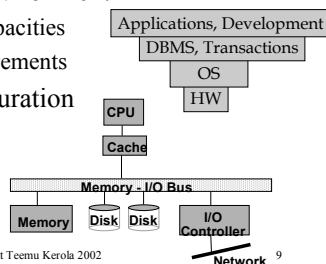 pacities
ements
uration
Applications, Development
DBMS, Transactions
OS
HW
CPU
Cache
Memory - I/O Bus
Memory
Disk
Disk
I/O
Controller
Network
t Teemu Kerola 2002
9